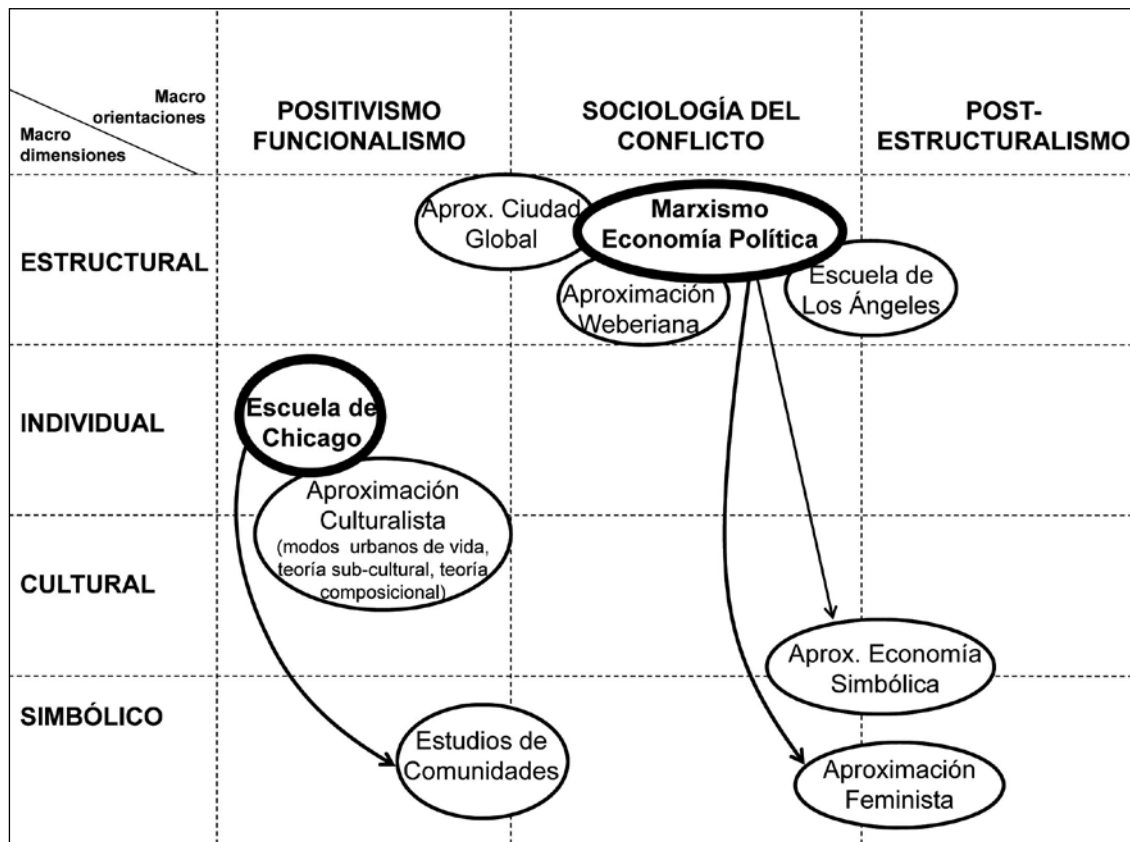 Macro
orientaciones
Macro
dimensiones
POSITIVISMO
FUNCIONALISMO
SOCIOLOGÍA DEL
CONFLICTO
POST-
ESTRUCTURALISMO
ESTRUCTURAL
Aprox. Ciudad
Global
Marxismo
Economía Política
Aproximación
Weberiana
Escuela de
Los Ángeles
INDIVIDUAL
Escuela de
Chicago
Aproximación
Culturalista
(modos urbanos de vida,
teoría sub-cultural, teoría
composicional)
CULTURAL
Aprox. Economía
Simbólica
SIMBÓLICO
Estudios de
Comunidades
Aproximación
Feminista